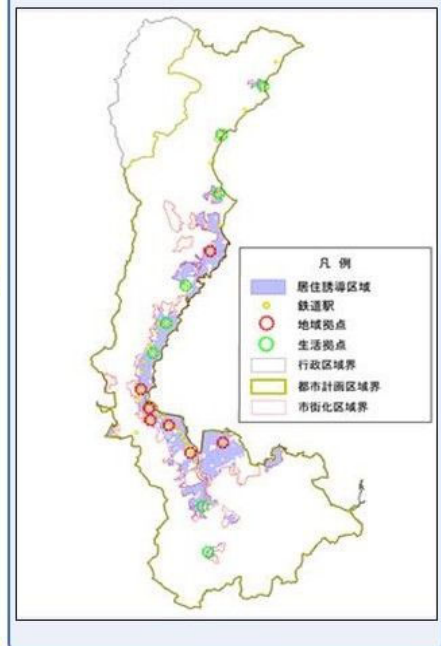 凡例
居住誘導区域
鉄道駅
地域拠点
生活拠点
行政区域界
都市計画区域界
市街化区域界